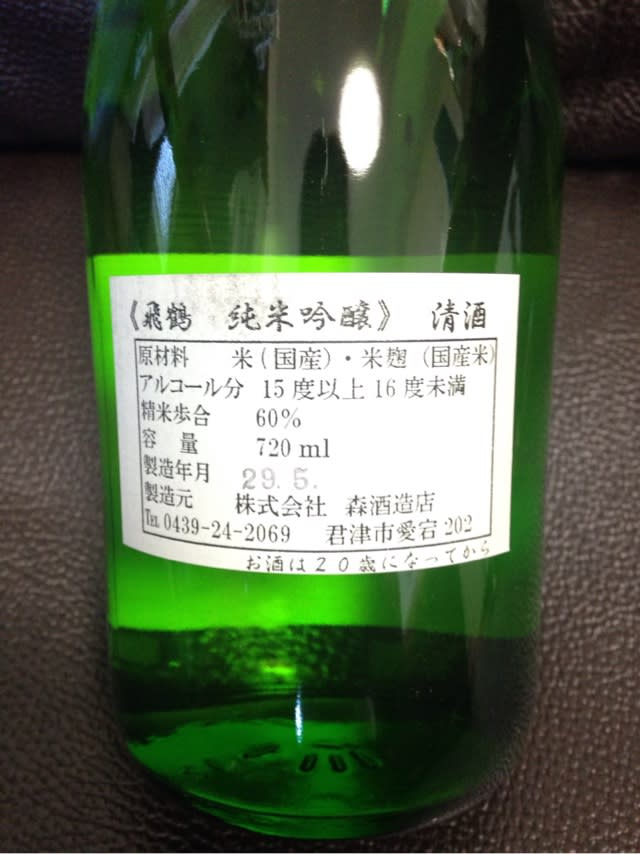 《飛鶴 純米吟醸》 清酒
原材料 米(国産)・米麹(国産米)
アルコール分 15度以上16度未満
精米歩合 60%
容量 720ml
製造年月 29.5.
製造元 株式会社 森酒造店
TEL 0439-24-2069 君津市愛宕202
お酒は20歳になってから